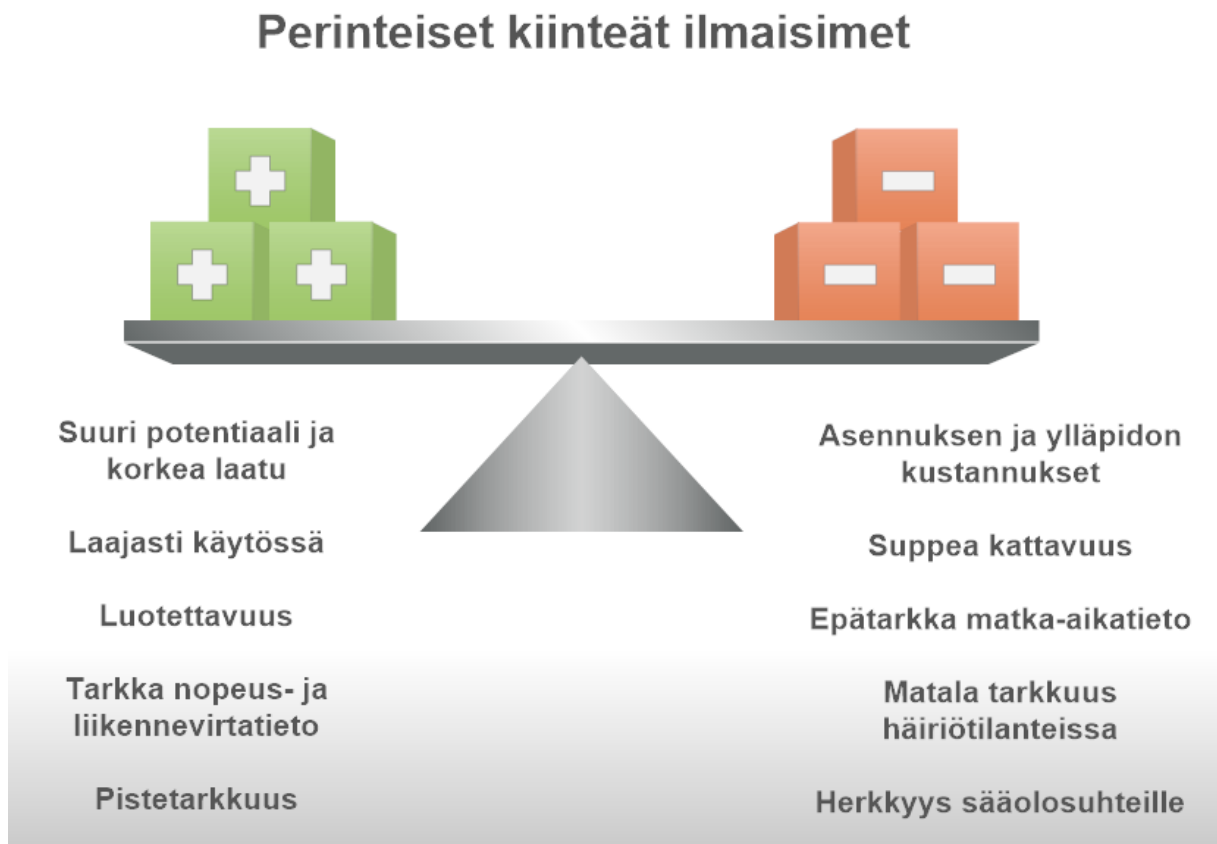 Perinteiset kiinteät ilmaisimet
Suuri potentiaali ja
korkea laatu
Laajasti käytössä
Luotettavuus
Tarkka nopeus- ja
liikennevirtatieto
Pistetarkkuus
Asennuksen ja ylläpidon
kustannukset
Suppea kattavuus
Epätarkka matka-aikatieto
Matala tarkkuus
häiriötilanteissa
Herkkyys sääolosuhteille